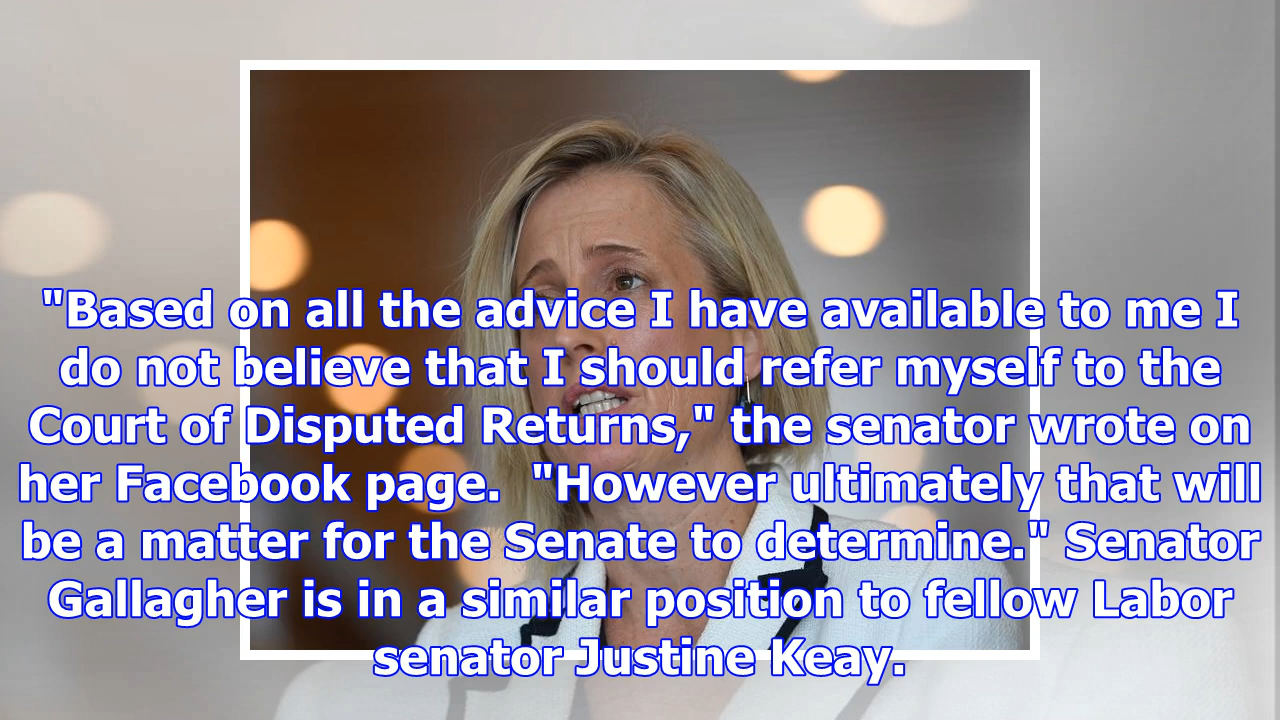 "Based on all the advice I have available to me I
do not believe that I should refer myself to the
Court of Disputed Returns," the senator wrote on
her Facebook page.  "However ultimately that will
be a matter for the Senate to determine." Senator
Gallagher is in a similar position to fellow Labor
senator Justine Keay.